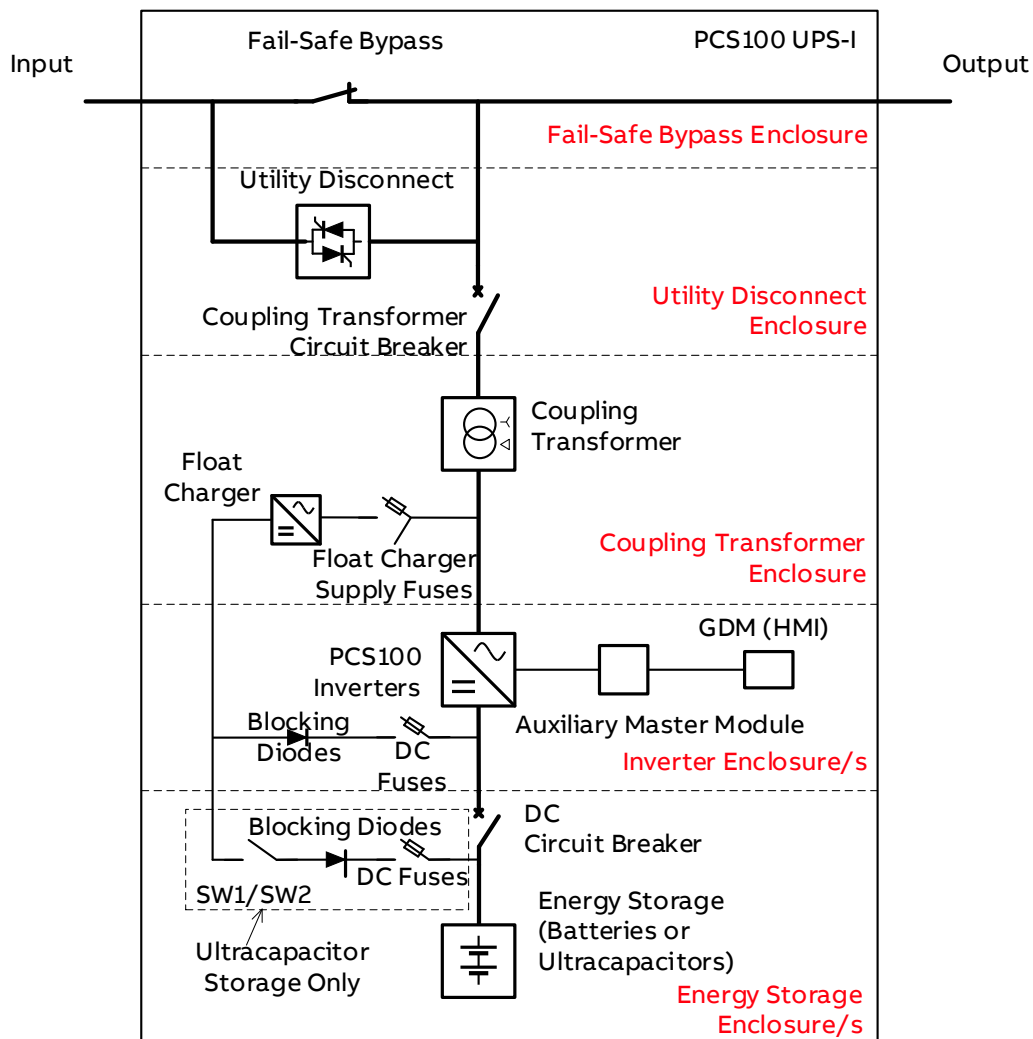 Fail-Safe Bypass
PCS100 UPS-I
Input
Output
Fail-Safe Bypass Enclosure
Utility Disconnect
Utility Disconnect
Enclosure
Coupling Transformer
Circuit Breaker
Coupling
Transformer
Float
Charger
Float Charger
Supply Fuses
Coupling Transformer
Enclosure
GDM (HMI)
PCS100
Inverters
Auxiliary Master Module
Blocking
Diodes
DC
Fuses
Inverter Enclosure/s
DC
Circuit Breaker
Blocking Diodes
DC Fuses
SW1/SW2
Energy Storage
(Batteries or
Ultracapacitors)
Ultracapacitor
Storage Only
Energy Storage
Enclosure/s